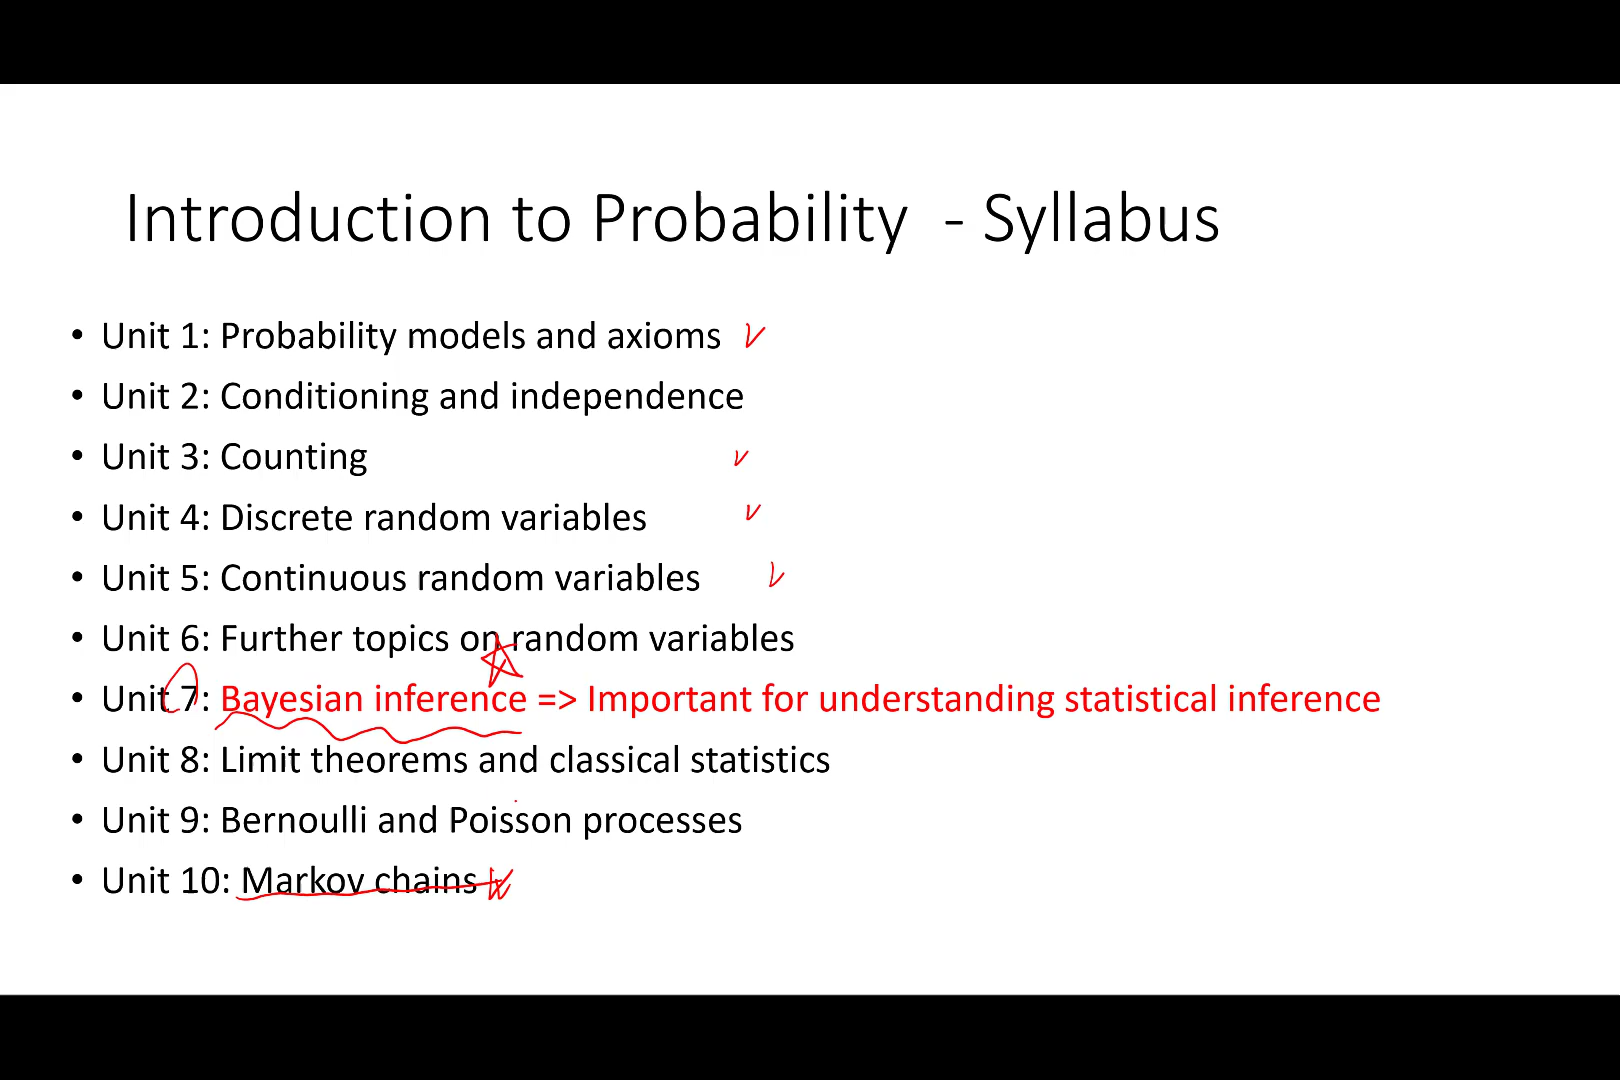 Introduction to Probability - Syllabus
• Unit 1: Probability models and axioms
• Unit 2: Conditioning and independence
• Unit 3: Counting
• Unit 4: Discrete random variables
• Unit 5: Continuous random variables
• Unit 6: Further topics on random variables
• Unit 7: Bayesian inference => Important for understanding statistical inference
• Unit 8: Limit theorems and classical statistics
• Unit 9: Bernoulli and Poisson processes
• Unit 10: Markov chains